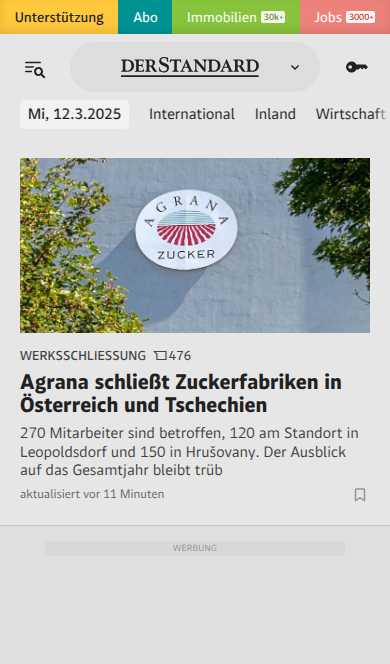 Unterstützung Abo Immobilien 30k+ Jobs 3000+
DERSTANDARD
Mi, 12.3.2025 International Inland Wirtschaft
AGRANA
ZUCKER
WERKSSCHLIESSUNG 476
Agrana schließt Zuckerfabriken in
Österreich und Tschechien
270 Mitarbeiter sind betroffen, 120 am Standort in
Leopoldsdorf und 150 in Hrušovany. Der Ausblick
auf das Gesamtjahr bleibt trüb
aktualisiert vor 11 Minuten
WERBUNG